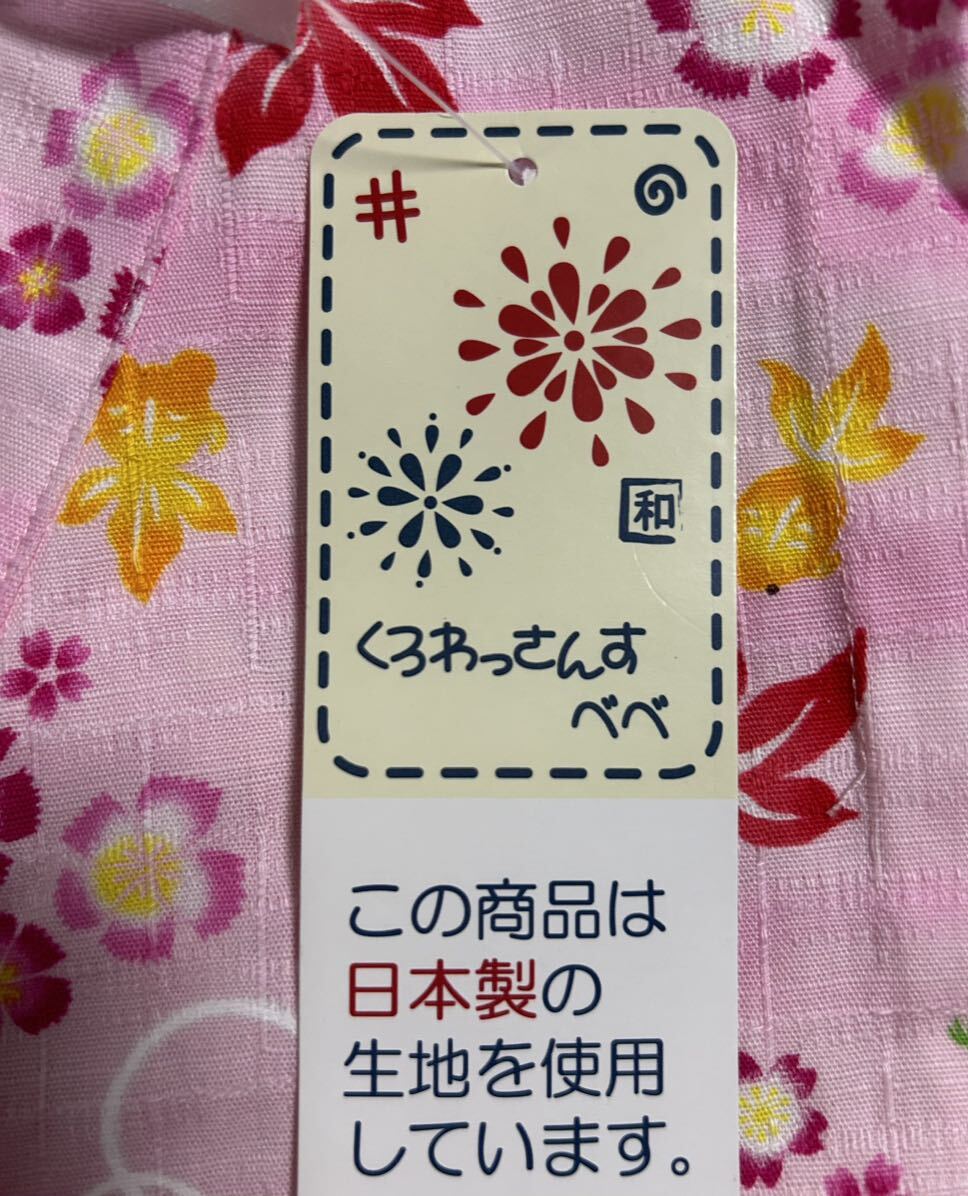 和
くろわっさんす
べべ
この商品は
日本製の
生地を使用
しています。